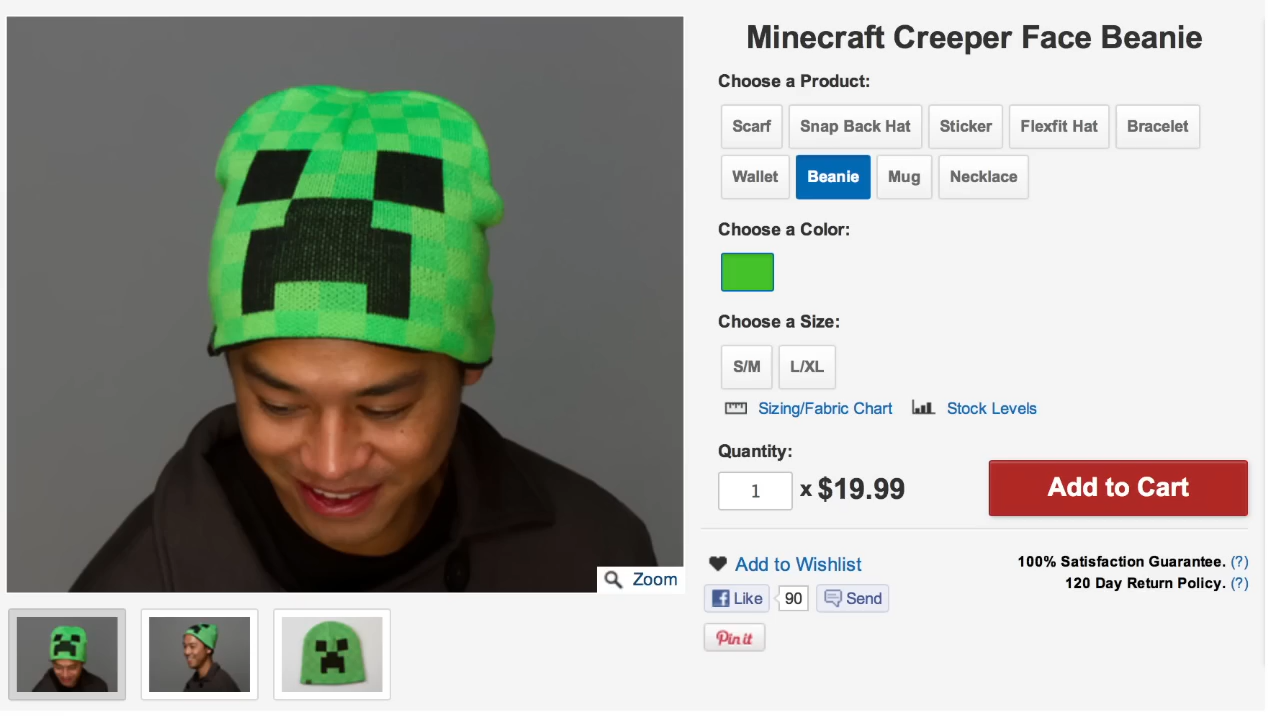 Minecraft Creeper Face Beanie
Choose a Product:
Scarf Snap Back Hat Sticker Flexfit Hat Bracelet
Wallet Beanie Mug Necklace
Choose a Color:
Choose a Size:
S/M L/XL
Sizing/Fabric Chart Stock Levels
Quantity:
1 x $19.99 Add to Cart
Zoom
Add to Wishlist
100% Satisfaction Guarantee. (?)
120 Day Return Policy. (?)
Like 90 Send
Pin it